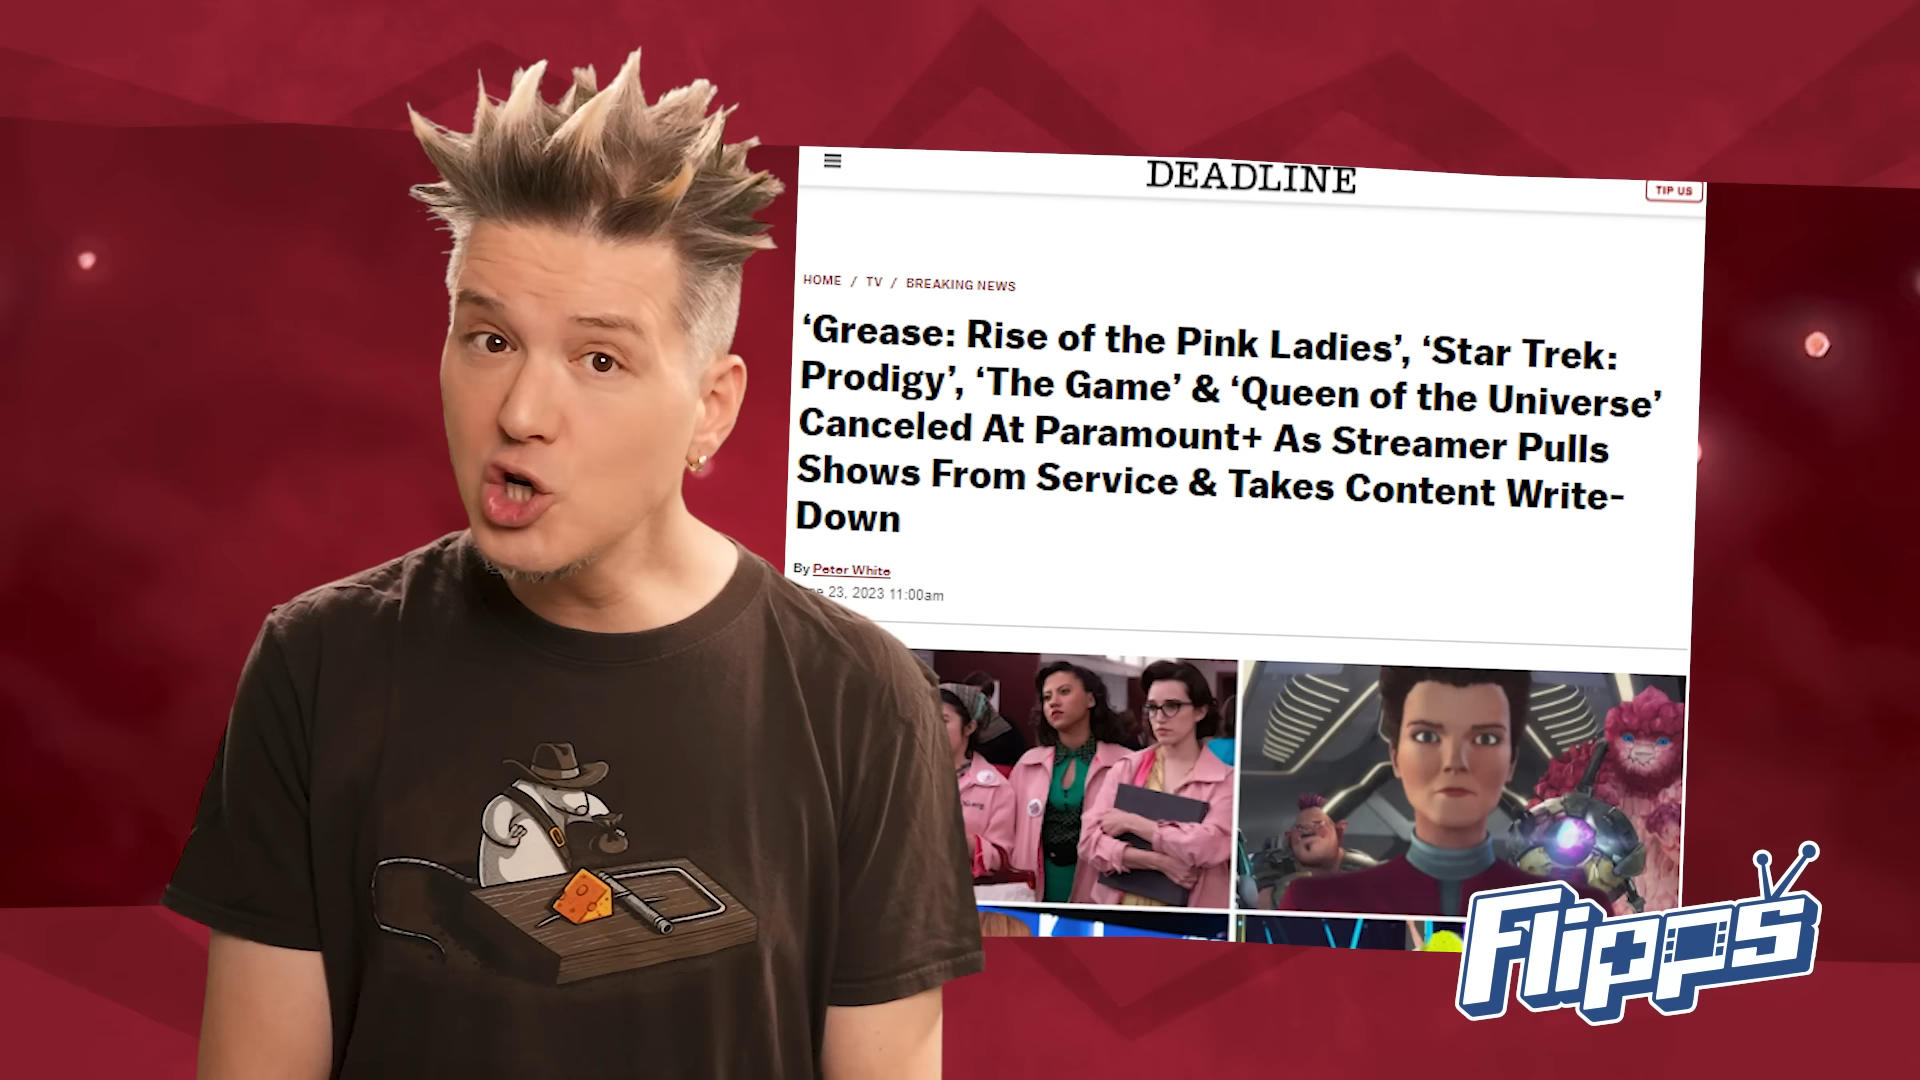 DEADLINE
TIP US
HOME / TV / BREAKING NEWS
‘Grease: Rise of the Pink Ladies’, ‘Star Trek:
Prodigy’, ‘The Game’ & ‘Queen of the Universe’
Canceled At Paramount+ As Streamer Pulls
Shows From Service & Takes Content Write-
Down
By Peter White
23, 2023 11:00am
Flipps